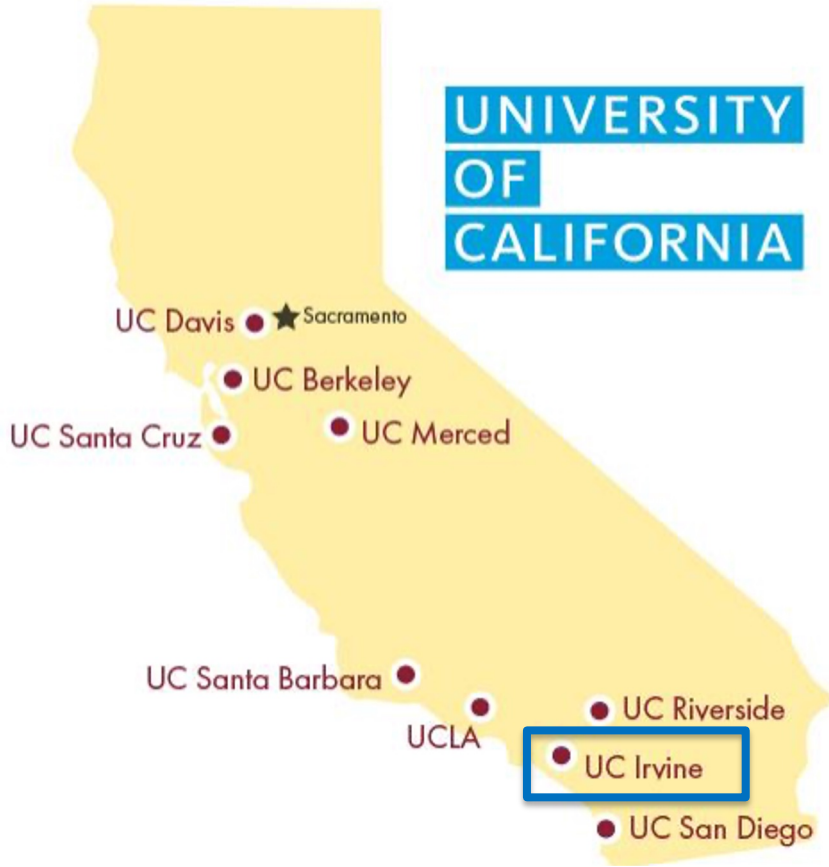 UNIVERSITY
OF
CALIFORNIA
UC Davis
Sacramento
UC Berkeley
UC Santa Cruz
UC Merced
UC Santa Barbara
UCLA
UC Riverside
UC Irvine
UC San Diego